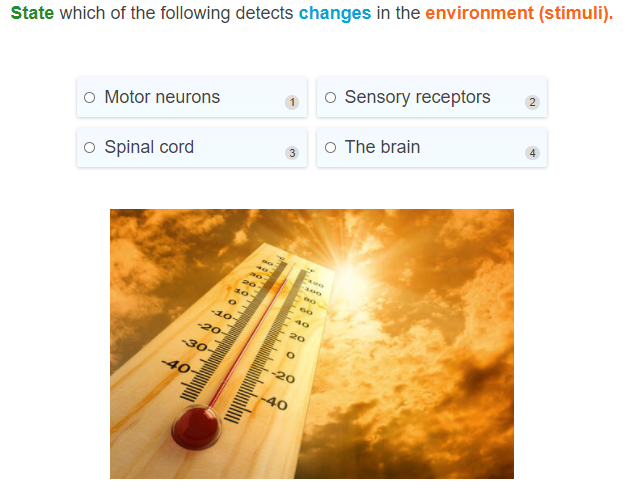 State which of the following detects changes in the environment (stimuli).
Motor neurons 1
Sensory receptors 2
Spinal cord 3
The brain 4
°C °F
50 120
40 100
30 80
20 60
10 40
0 20
-10 0
-20 -20
-30 -40
-40